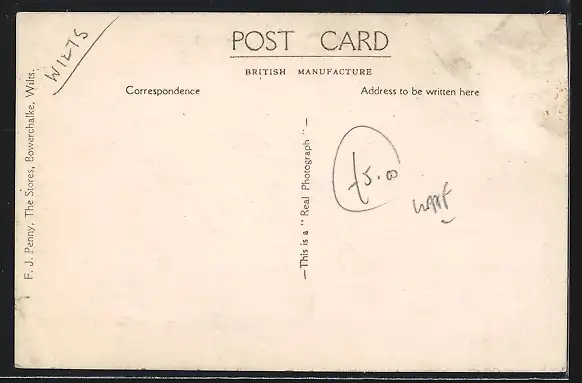 WILTS
POST CARD
BRITISH MANUFACTURE
Correspondence
Address to be written here
F. J. Penny, The Stores, Bowerchalke, Wilts.
—This is a "Real Photograph"—
£5.00